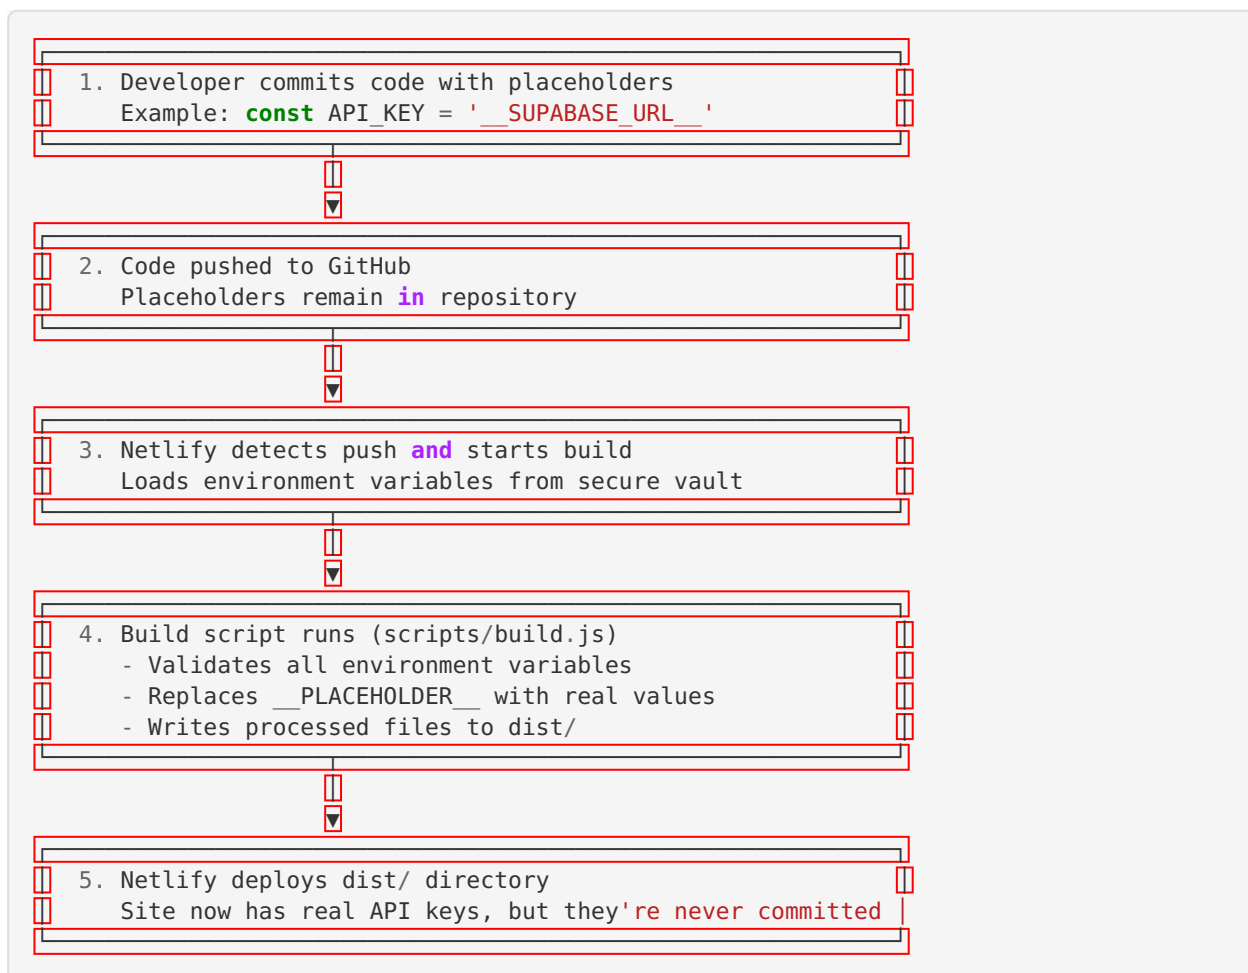 1. Developer commits code with placeholders
Example: const API_KEY = '__SUPABASE_URL__'
2. Code pushed to GitHub
Placeholders remain in repository
3. Netlify detects push and starts build
Loads environment variables from secure vault
4. Build script runs (scripts/build.js)
- Validates all environment variables
- Replaces __PLACEHOLDER__ with real values
- Writes processed files to dist/
5. Netlify deploys dist/ directory
Site now has real API keys, but they're never committed